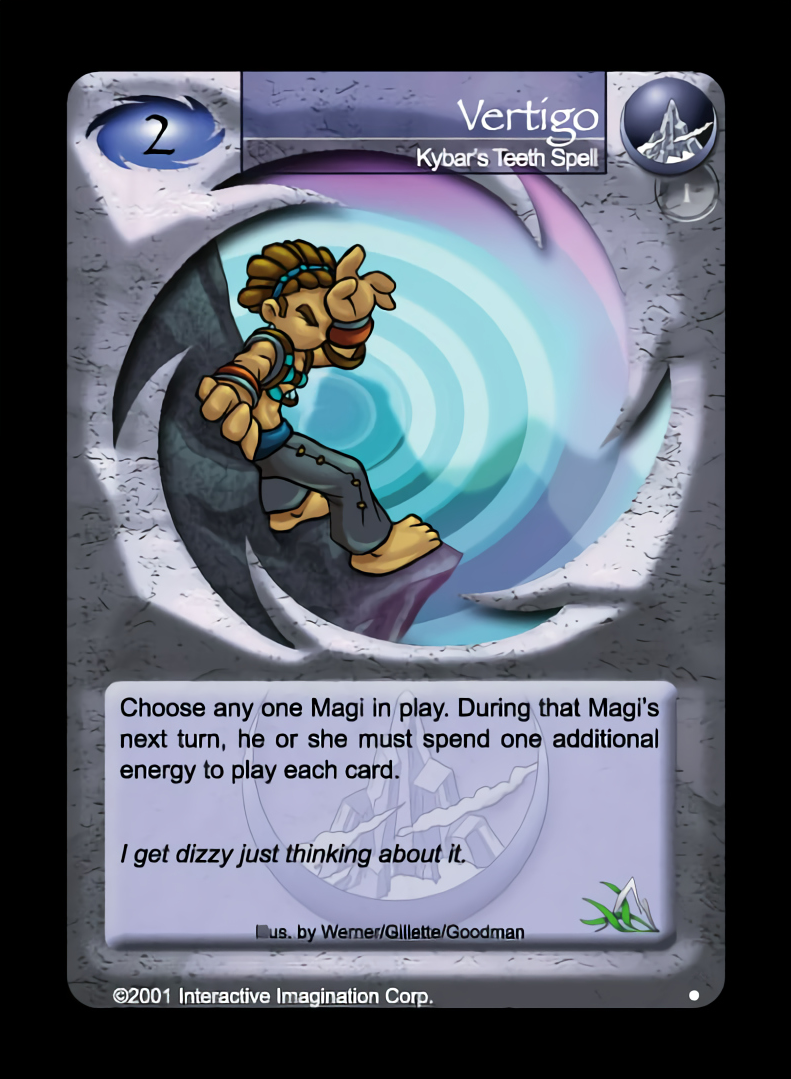 2
Vertigo
Kybar's Teeth Spell
1
Choose any one Magi in play. During that Magi's
next turn, he or she must spend one additional
energy to play each card.
I get dizzy just thinking about it.
Illus. by Werner/Gillette/Goodman
©2001 Interactive Imagination Corp.